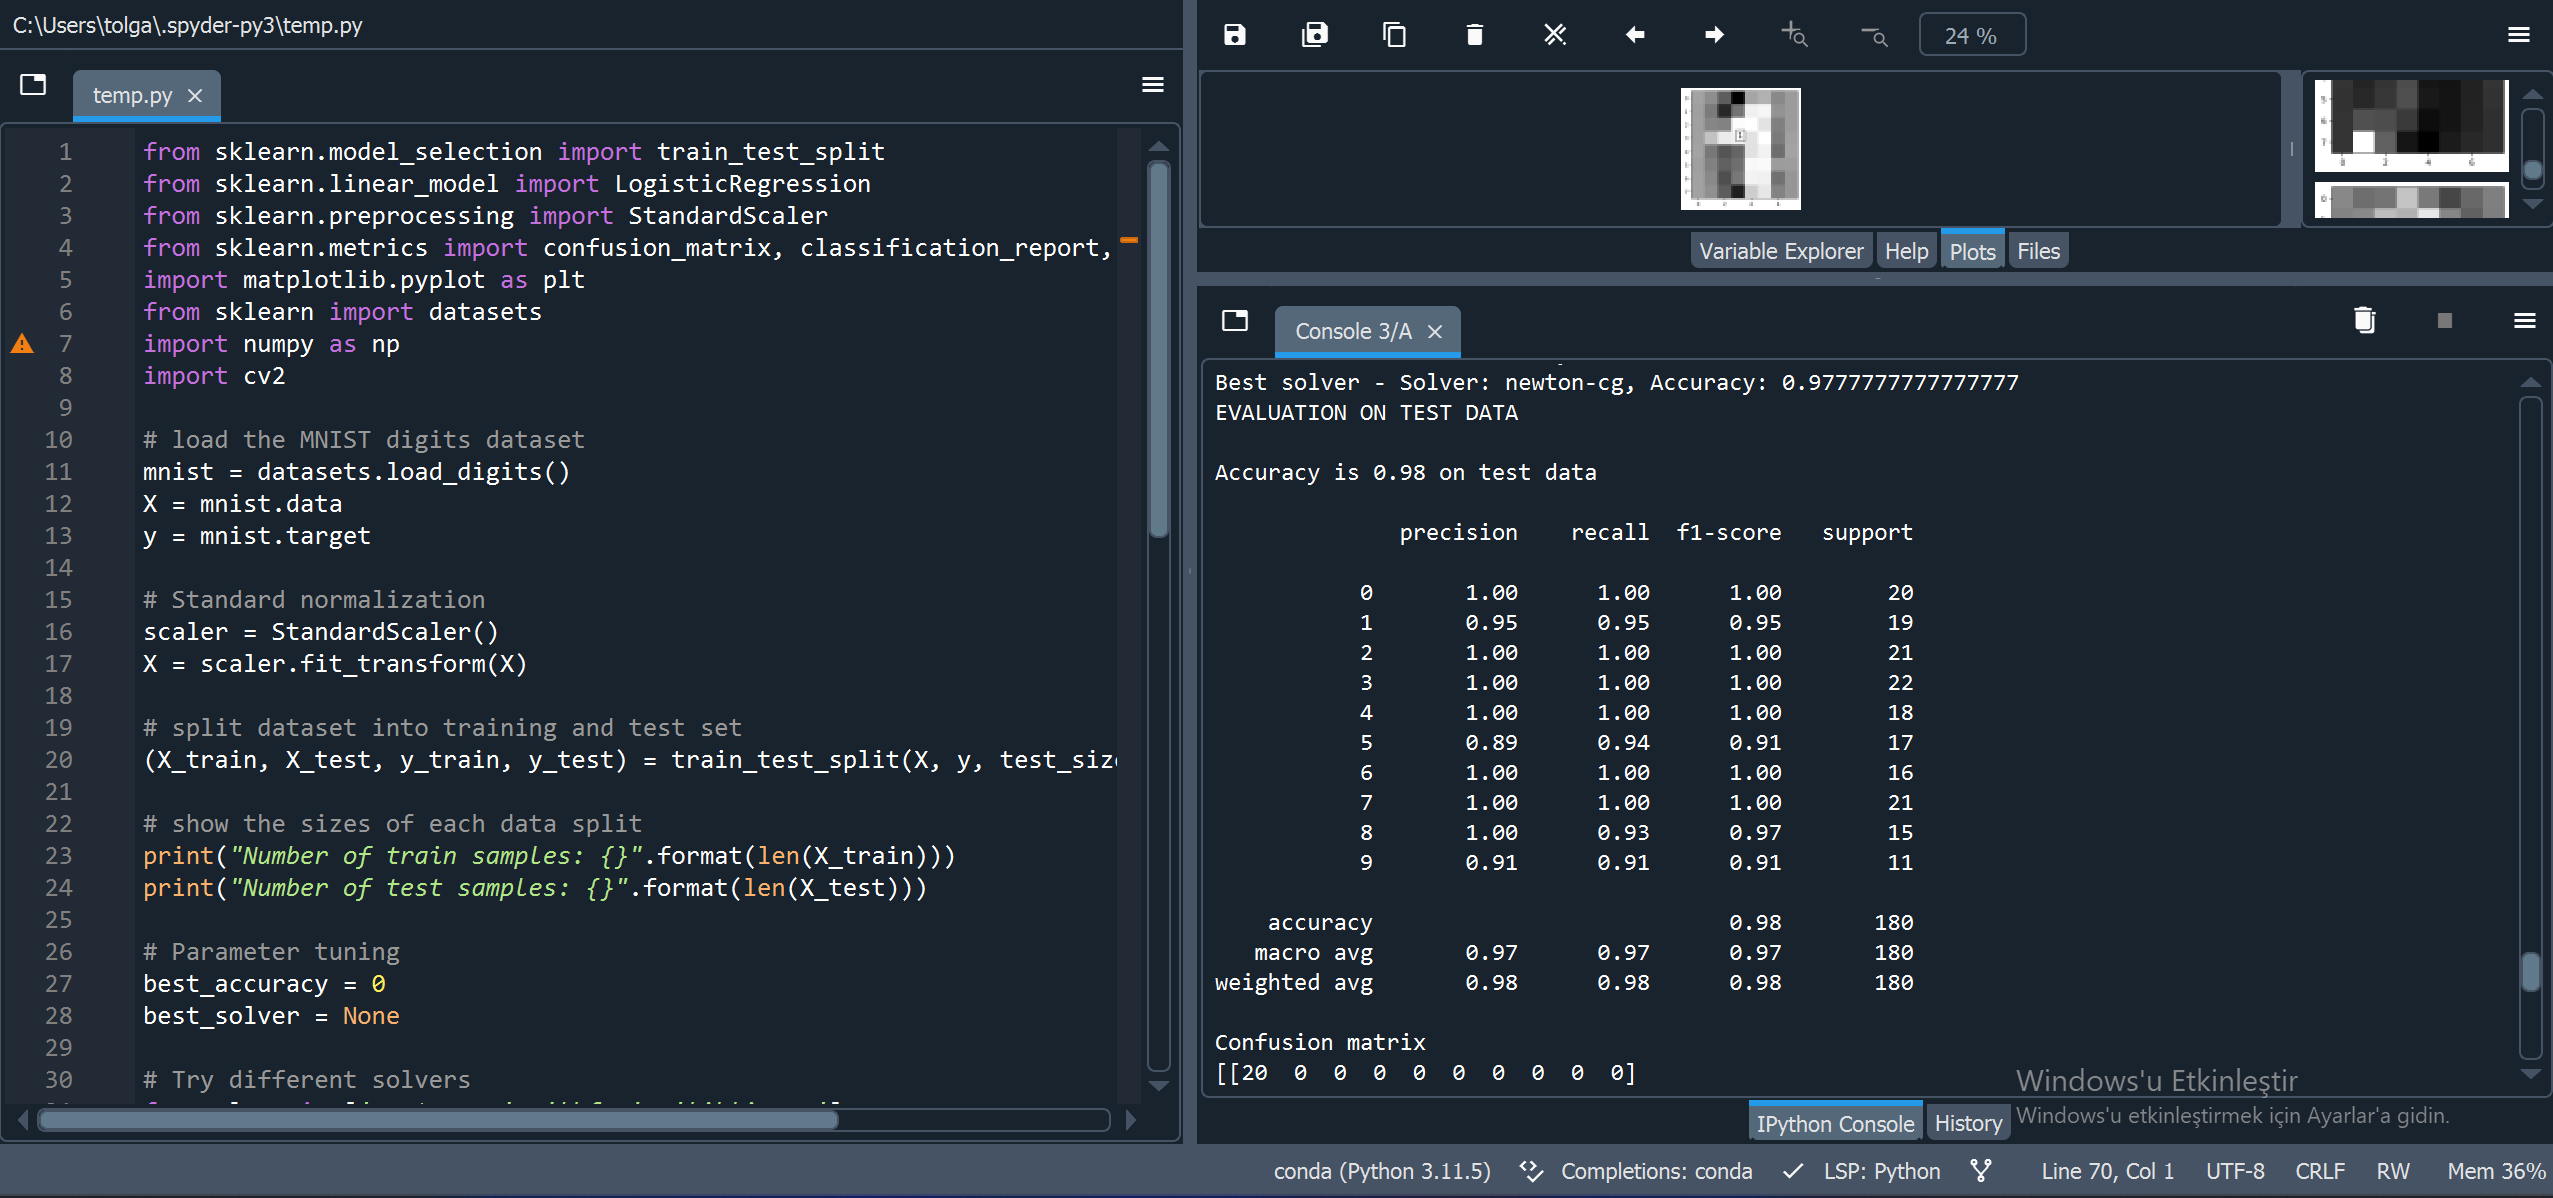 C:\Users\tolga\.spyder-py3\temp.py
temp.py
1 from sklearn.model_selection import train_test_split
2 from sklearn.linear_model import LogisticRegression
3 from sklearn.preprocessing import StandardScaler
4 from sklearn.metrics import confusion_matrix, classification_report,
5 import matplotlib.pyplot as plt
6 from sklearn import datasets
7 import numpy as np
8 import cv2
9
10 # load the MNIST digits dataset
11 mnist = datasets.load_digits()
12 X = mnist.data
13 y = mnist.target
14
15 # Standard normalization
16 scaler = StandardScaler()
17 X = scaler.fit_transform(X)
18
19 # split dataset into training and test set
20 (X_train, X_test, y_train, y_test) = train_test_split(X, y, test_siz
21
22 # show the sizes of each data split
23 print("Number of train samples: {}".format(len(X_train)))
24 print("Number of test samples: {}".format(len(X_test)))
25
26 # Parameter tuning
27 best_accuracy = 0
28 best_solver = None
29
30 # Try different solvers
24 %
Variable Explorer Help Plots Files
Console 3/A
Best solver - Solver: newton-cg, Accuracy: 0.9777777777777777
EVALUATION ON TEST DATA
Accuracy is 0.98 on test data
precision recall f1-score support
0 1.00 1.00 1.00 20
1 0.95 0.95 0.95 19
2 1.00 1.00 1.00 21
3 1.00 1.00 1.00 22
4 1.00 1.00 1.00 18
5 0.89 0.94 0.91 17
6 1.00 1.00 1.00 16
7 1.00 1.00 1.00 21
8 1.00 0.93 0.97 15
9 0.91 0.91 0.91 11
accuracy 0.98 180
macro avg 0.97 0.97 0.97 180
weighted avg 0.98 0.98 0.98 180
Confusion matrix
[[20 0 0 0 0 0 0 0 0 0]
Windows'u Etkinleştir
Windows'u etkinleştirmek için Ayarlar'a gidin.
IPython Console History
conda (Python 3.11.5) Completions: conda LSP: Python Line 70, Col 1 UTF-8 CRLF RW Mem 36%